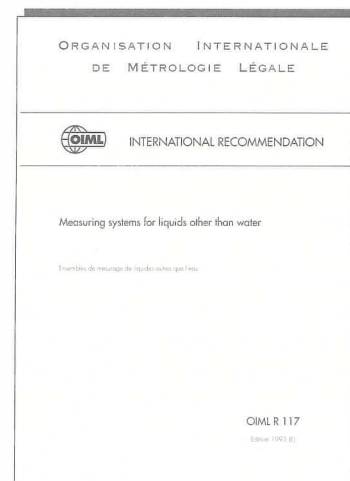 ORGANISATION INTERNATIONALE
DE MÉTROLOGIE LÉGALE
OIML INTERNATIONAL RECOMMENDATION
Measuring systems for liquids other than water
Ensembles de mesurage de liquides autres que l'eau
OIML R 117
Edition 1995 (E)